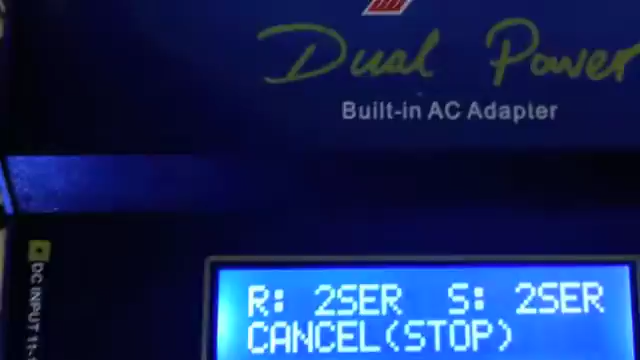 Dual Power
Built-in AC Adapter
DC INPUT 11-
R: 2SER S: 2SER
CANCEL(STOP)